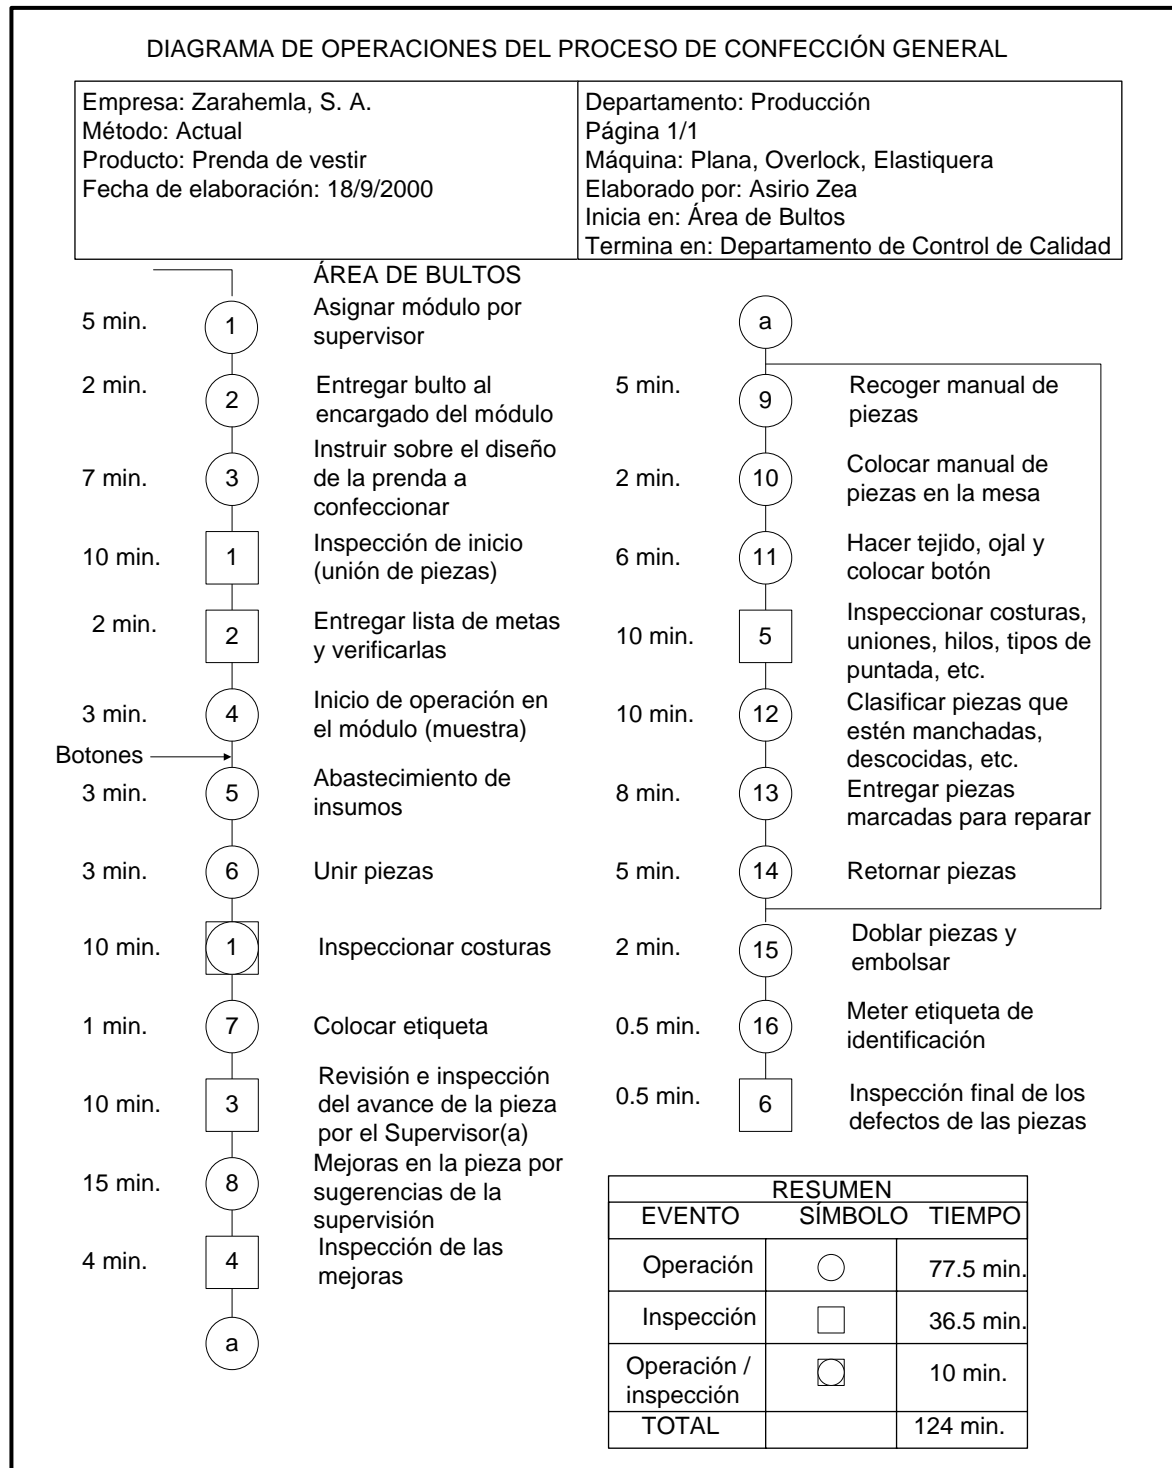 DIAGRAMA DE OPERACIONES DEL PROCESO DE CONFECCIÓN GENERAL
Empresa: Zarahemla, S. A.
Método: Actual
Producto: Prenda de vestir
Fecha de elaboración: 18/9/2000
Departamento: Producción
Página 1/1
Máquina: Plana, Overlock, Elastiquera
Elaborado por: Asirio Zea
Inicia en: Área de Bultos
Termina en: Departamento de Control de Calidad
ÁREA DE BULTOS
5 min.
1
Asignar módulo por
supervisor
2 min.
2
Entregar bulto al
encargado del módulo
7 min.
3
Instruir sobre el diseño
de la prenda a
confeccionar
10 min.
1
Inspección de inicio
(unión de piezas)
2 min.
2
Entregar lista de metas
y verificarlas
3 min.
4
Inicio de operación en
el módulo (muestra)
Botones
3 min.
5
Abastecimiento de
insumos
3 min.
6
Unir piezas
10 min.
1
Inspeccionar costuras
1 min.
7
Colocar etiqueta
10 min.
3
Revisión e inspección
del avance de la pieza
por el Supervisor(a)
15 min.
8
Mejoras en la pieza por
sugerencias de la
supervisión
4 min.
4
Inspección de las
mejoras
a
a
5 min.
9
Recoger manual de
piezas
2 min.
10
Colocar manual de
piezas en la mesa
6 min.
11
Hacer tejido, ojal y
colocar botón
10 min.
5
Inspeccionar costuras,
uniones, hilos, tipos de
puntada, etc.
10 min.
12
Clasificar piezas que
estén manchadas,
descocidas, etc.
8 min.
13
Entregar piezas
marcadas para reparar
5 min.
14
Retornar piezas
2 min.
15
Doblar piezas y
embolsar
0.5 min.
16
Meter etiqueta de
identificación
0.5 min.
6
Inspección final de los
defectos de las piezas
RESUMEN
EVENTO SÍMBOLO TIEMPO
Operación 77.5 min.
Inspección 36.5 min.
Operación /
inspección
10 min.
TOTAL 124 min.